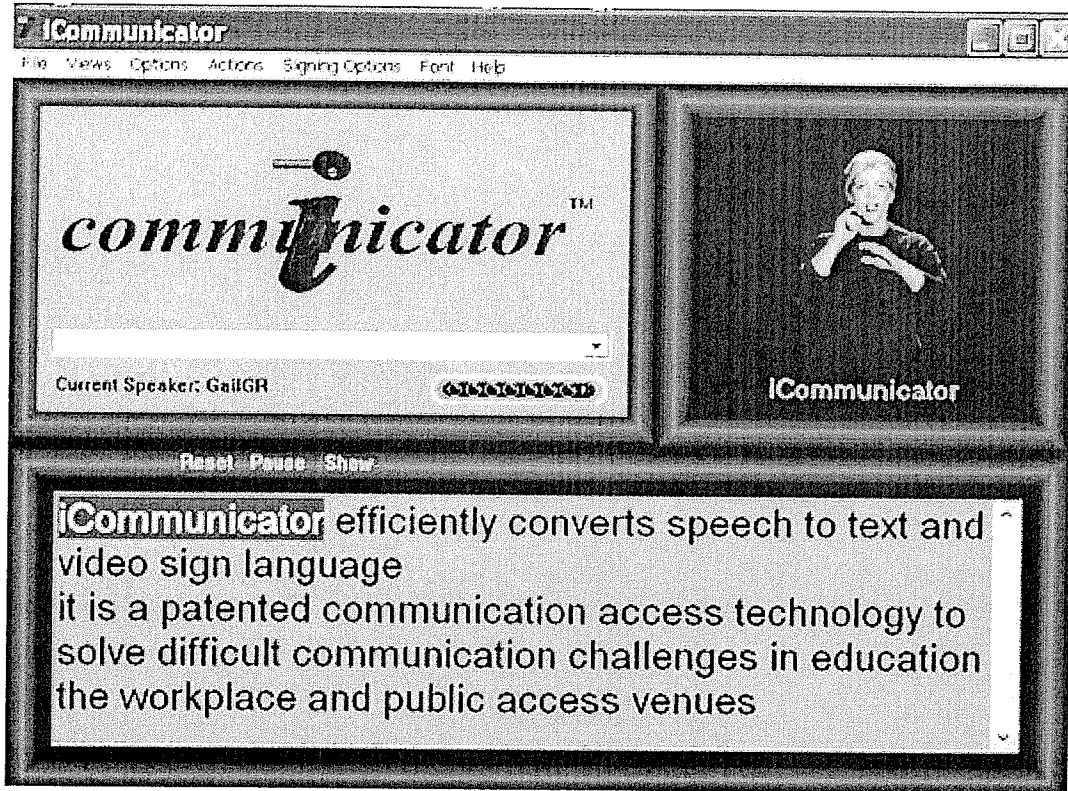 iCommunicator
File Views Options Actions Signing Options Font Help
communicator™
Current Speaker: GailGR
iCommunicator
Reset Pause Show
iCommunicator efficiently converts speech to text and
video sign language
it is a patented communication access technology to
solve difficult communication challenges in education
the workplace and public access venues